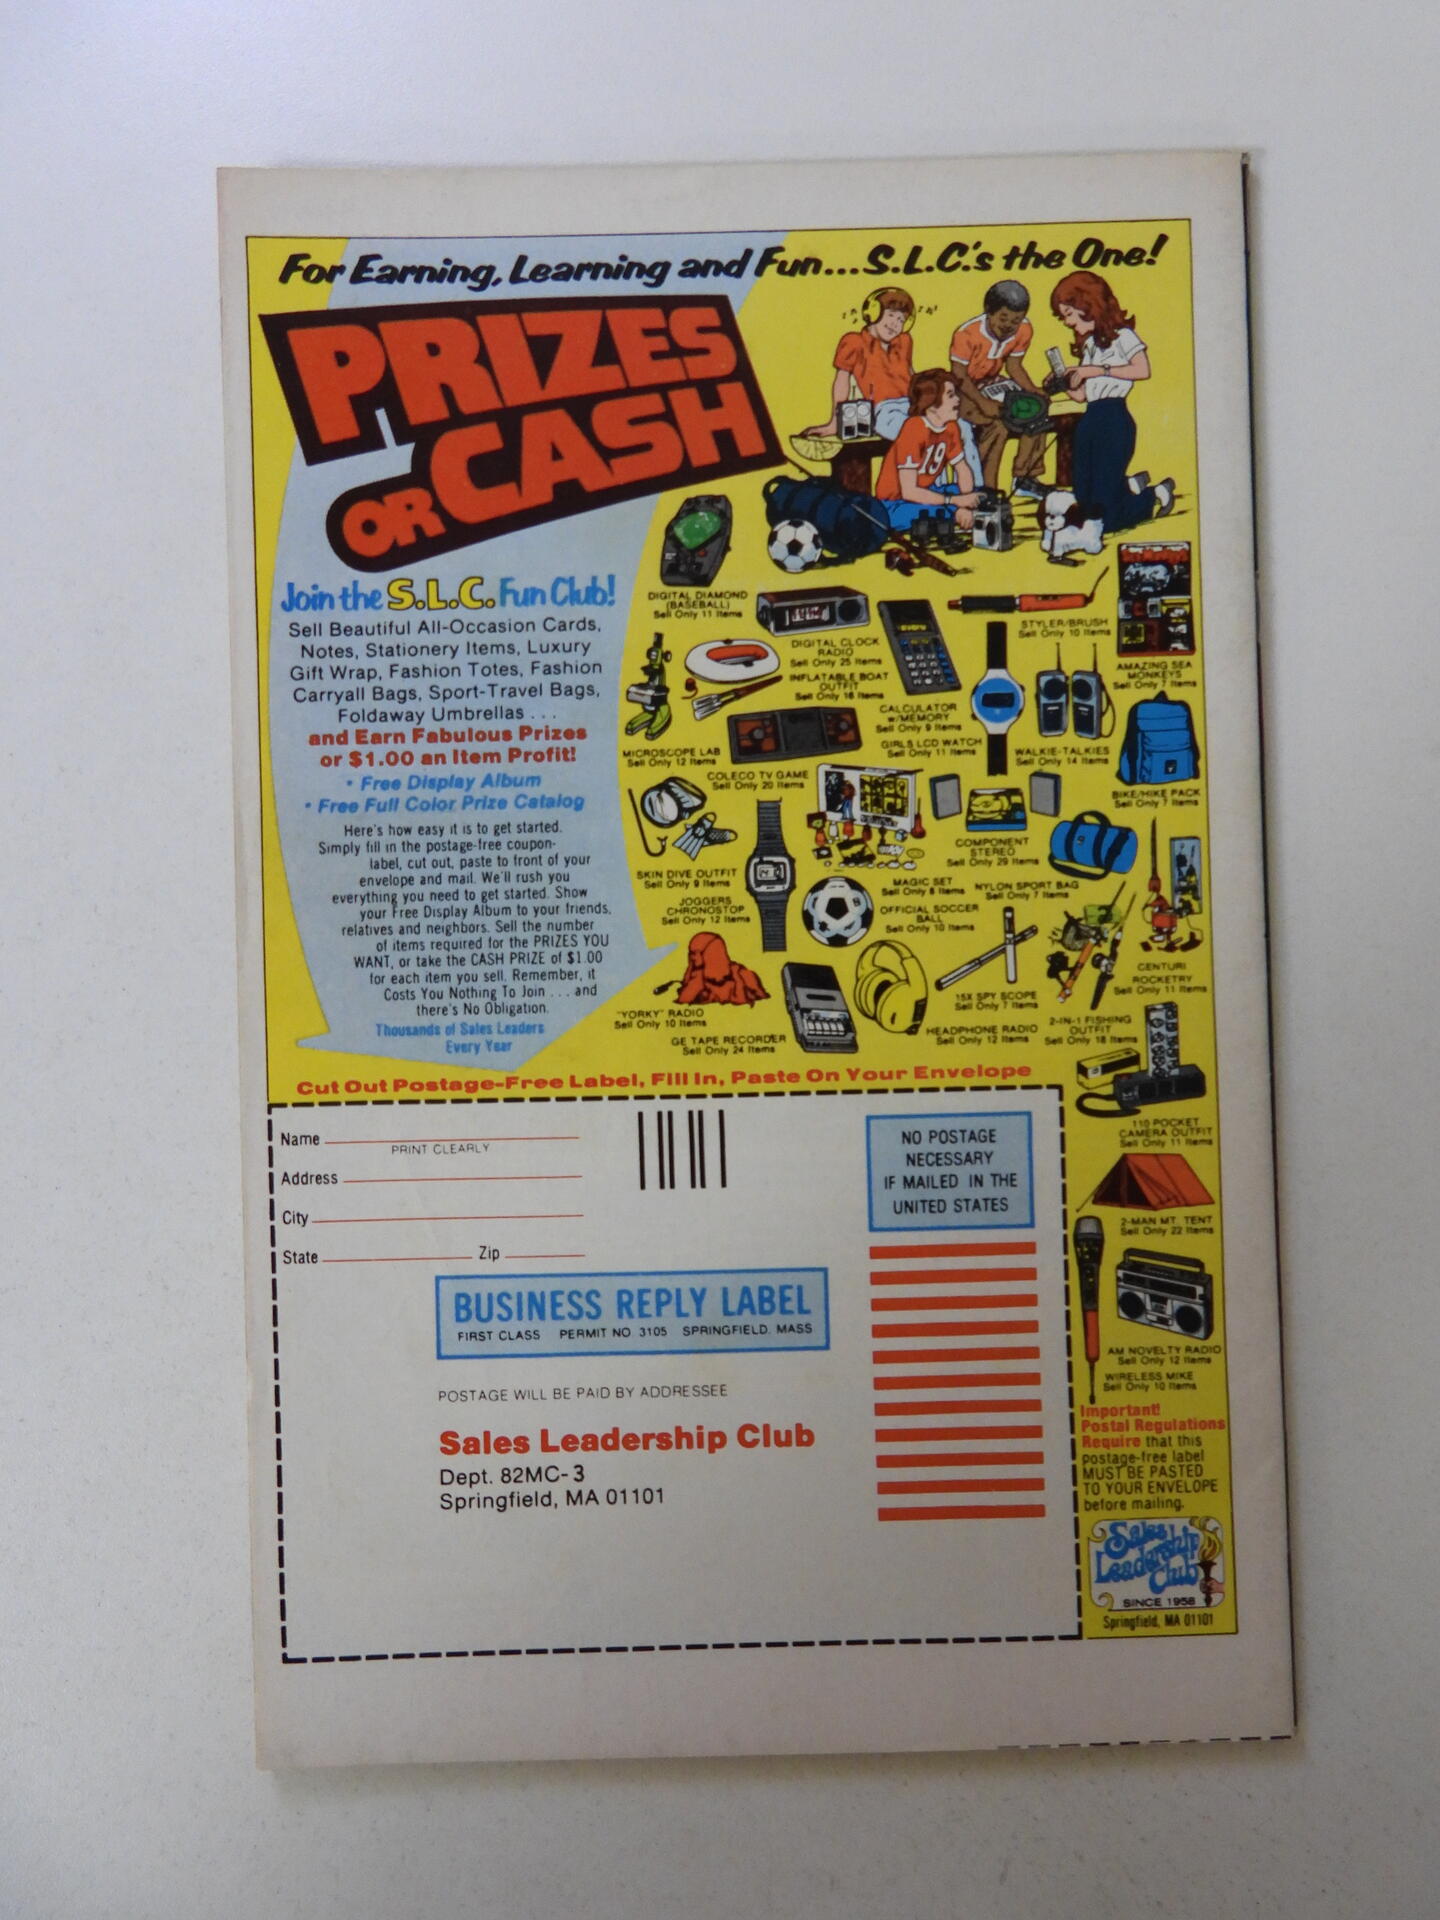 For Earning, Learning and Fun...S.L.C.'s the One!
PRIZES
OR CASH
19
Join the S.L.C. Fun Club!
Sell Beautiful All-Occasion Cards,
Notes, Stationery Items, Luxury
Gift Wrap, Fashion Totes, Fashion
Carryall Bags, Sport-Travel Bags,
Foldaway Umbrellas . . .
and Earn Fabulous Prizes
or $1.00 an Item Profit!
• Free Display Album
• Free Full Color Prize Catalog
Here's how easy it is to get started.
Simply fill in the postage-free coupon-
label, cut out, paste to front of your
envelope and mail. We'll rush you
everything you need to get started. Show
your Free Display Album to your friends,
relatives and neighbors. Sell the number
of items required for the PRIZES YOU
WANT, or take the CASH PRIZE of $1.00
for each item you sell. Remember, it
Costs You Nothing To Join . . . and
there's No Obligation.
Thousands of Sales Leaders
Every Year
DIGITAL DIAMOND
(BASEBALL)
Sell Only 11 Items
DIGITAL CLOCK
RADIO
Sell Only 25 Items
STYLER/BRUSH
Sell Only 10 Items
AMAZING SEA
MONKEYS
Sell Only 7 Items
INFLATABLE BOAT
OUTFIT
Sell Only 16 Items
CALCULATOR
w/MEMORY
Sell Only 9 Items
MICROSCOPE LAB
Sell Only 12 Items
GIRLS LCD WATCH
Sell Only 11 Items
WALKIE-TALKIES
Sell Only 14 Items
COLECO TV GAME
Sell Only 20 Items
BIKE/HIKE PACK
Sell Only 7 Items
COMPONENT
STEREO
Sell Only 29 Items
SKIN DIVE OUTFIT
Sell Only 9 Items
MAGIC SET
Sell Only 8 Items
NYLON SPORT BAG
Sell Only 7 Items
JOGGERS
CHRONOSTOP
Sell Only 12 Items
OFFICIAL SOCCER
BALL
Sell Only 10 Items
CENTURI
ROCKETRY
Sell Only 11 Items
15X SPY SCOPE
Sell Only 7 Items
"YORKY" RADIO
Sell Only 10 Items
GE TAPE RECORDER
Sell Only 24 Items
HEADPHONE RADIO
Sell Only 12 Items
2-IN-1 FISHING
OUTFIT
Sell Only 18 Items
110 POCKET
CAMERA OUTFIT
Sell Only 11 Items
2-MAN MT. TENT
Sell Only 22 Items
AM NOVELTY RADIO
Sell Only 12 Items
WIRELESS MIKE
Sell Only 10 Items
Important!
Postal Regulations
Require that this
postage-free label
MUST BE PASTED
TO YOUR ENVELOPE
before mailing.
Sales
Leadership
Club
SINCE 1958
Springfield, MA 01101
Cut Out Postage-Free Label, Fill In, Paste On Your Envelope
Name
PRINT CLEARLY
Address
City
State Zip
NO POSTAGE
NECESSARY
IF MAILED IN THE
UNITED STATES
BUSINESS REPLY LABEL
FIRST CLASS PERMIT NO. 3105 SPRINGFIELD, MASS
POSTAGE WILL BE PAID BY ADDRESSEE
Sales Leadership Club
Dept. 82MC-3
Springfield, MA 01101